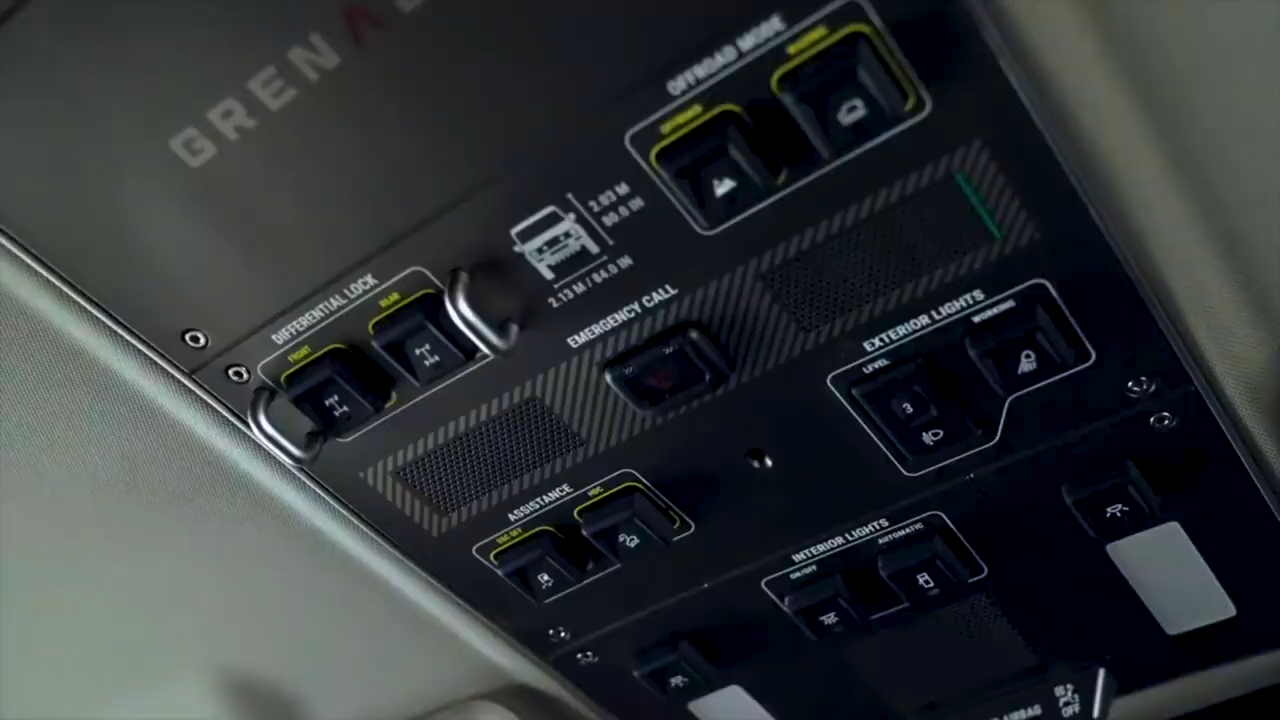 GREN
OFFROAD MODE
2.03 M
80.0 IN
2.13 M / 84.0 IN
DIFFERENTIAL LOCK
FRONT
REAR
EMERGENCY CALL
EXTERIOR LIGHTS
LEVEL
WORKING
3
ASSISTANCE
ESC OFF
HDC
INTERIOR LIGHTS
ON/OFF
AUTOMATIC
AIRBAG
OFF